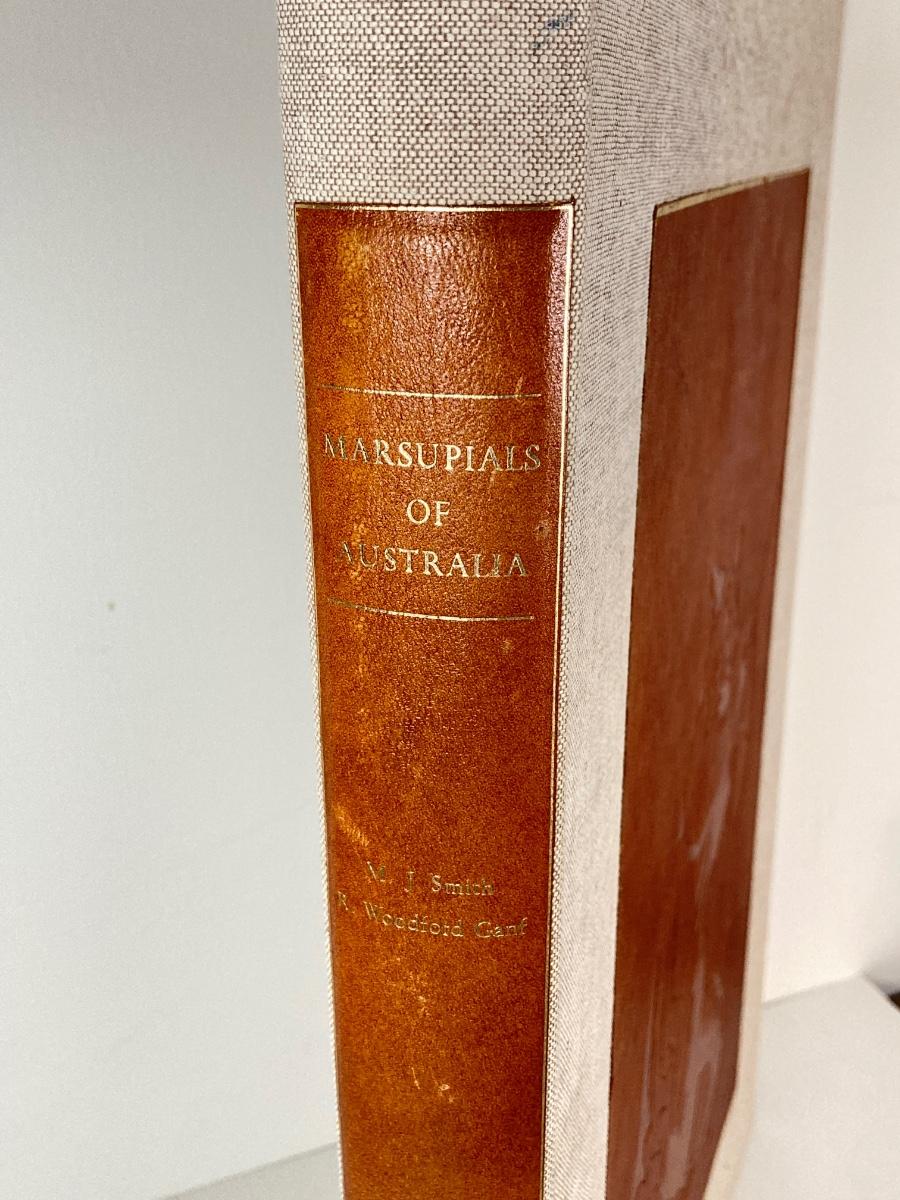 MARSUPIALS
OF
AUSTRALIA
M. J Smith
R. Woodford Ganf